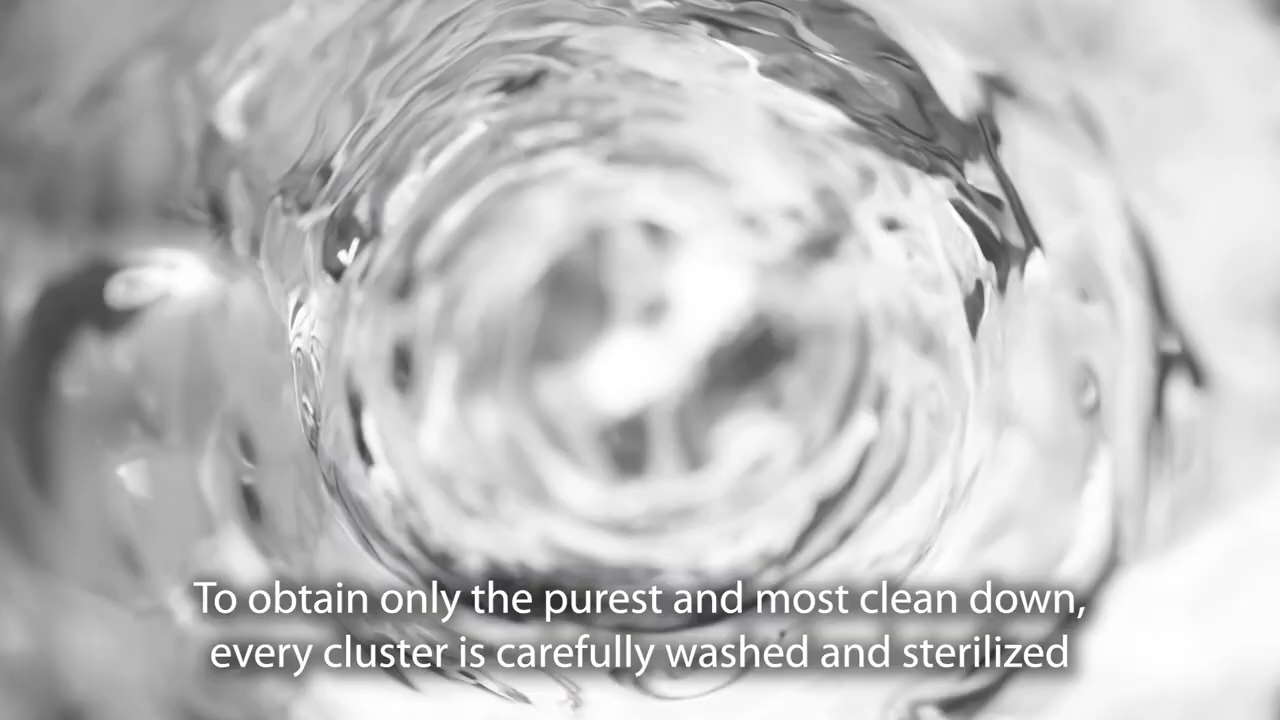 To obtain only the purest and most clean down,
every cluster is carefully washed and sterilized